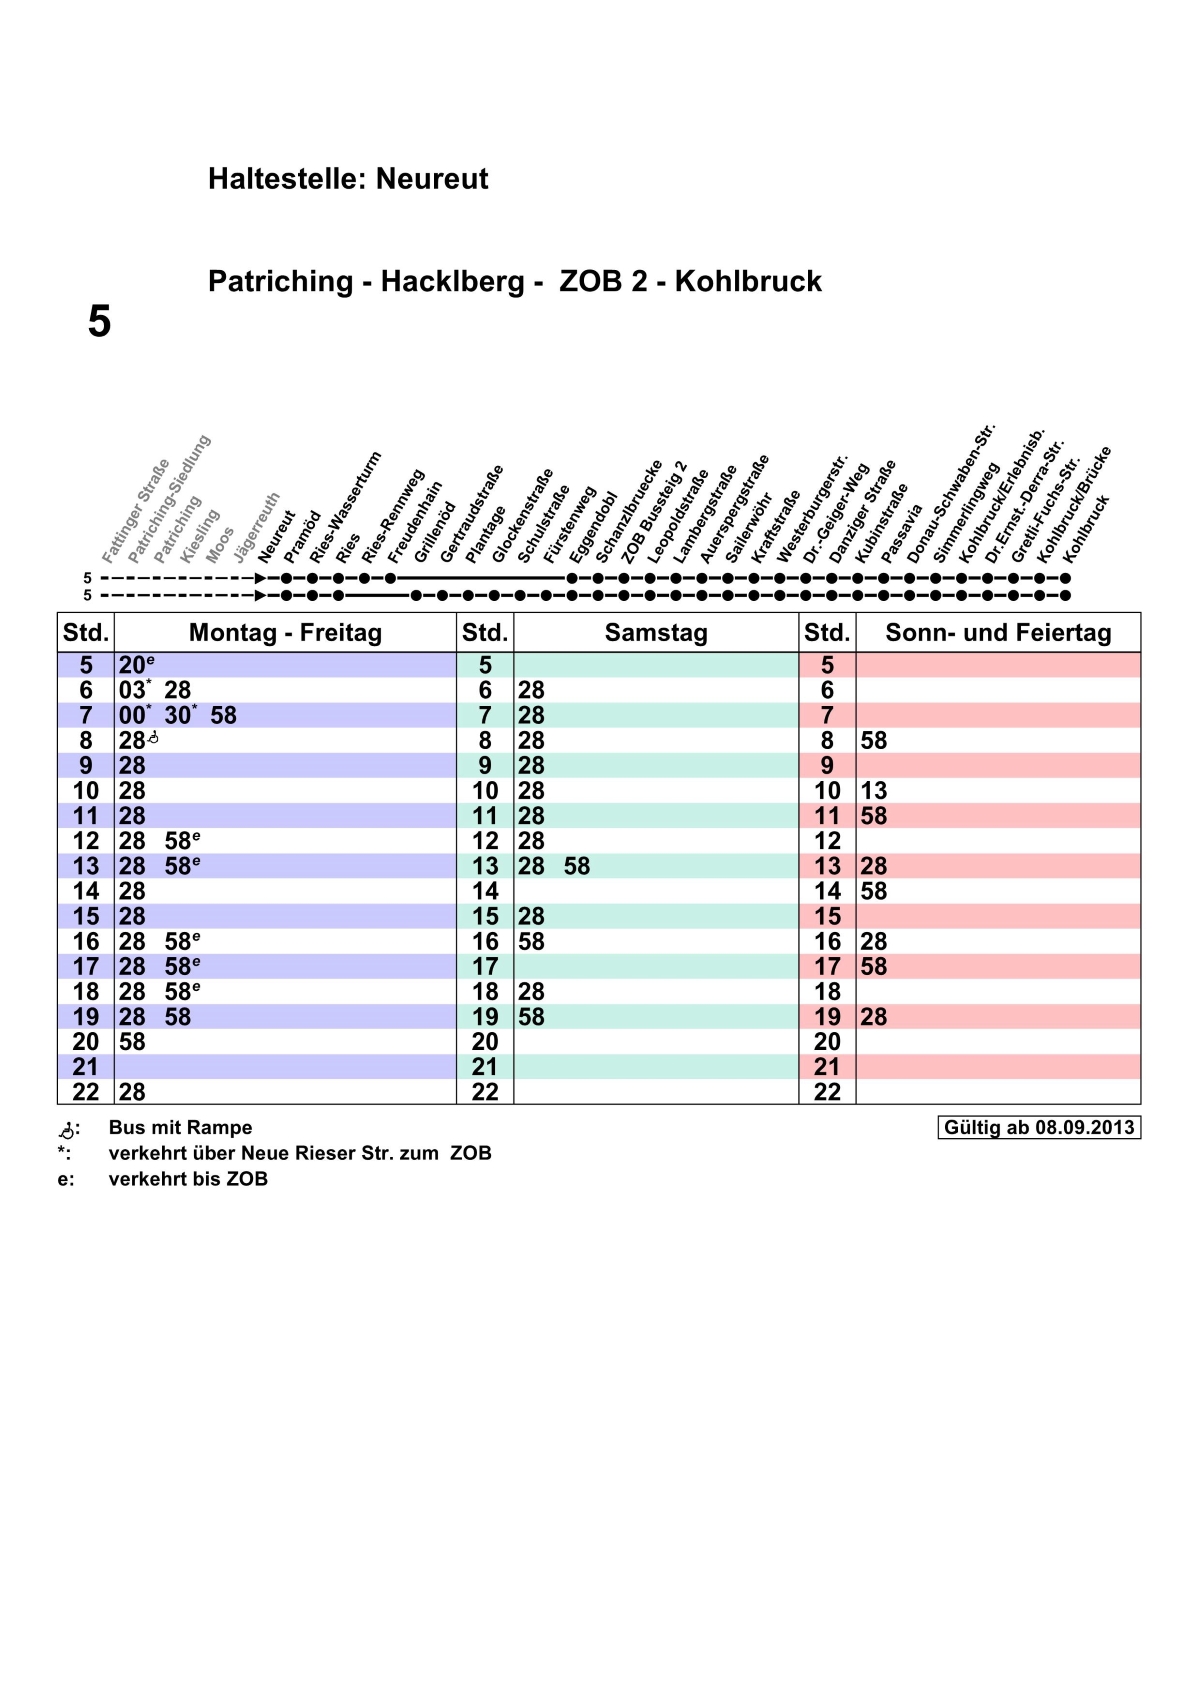 Haltestelle: Neureut
Patriching - Hacklberg - ZOB 2 - Kohlbruck
5
Fattinger Straße
Patriching-Siedlung
Patriching
Kiesling
Moos
Jägerreuth
Neureut
Pramöd
Ries-Wasserturm
Ries
Ries-Rennweg
Freudenhain
Grillenöd
Gertraudstraße
Plantage
Glockenstraße
Schulstraße
Fürstenweg
Eggendobl
Schanzlbruecke
ZOB Bussteig 2
Leopoldstraße
Lambergstraße
Auerspergstraße
Sailerwöhr
Kraftstraße
Westerburgerstr.
Dr.-Geiger-Weg
Danziger Straße
Kubinstraße
Passavia
Donau-Schwaben-Str.
Simmerlingweg
Kohlbruck/Erlebnisb.
Dr.Ernst.-Derra-Str.
Gretli-Fuchs-Str.
Kohlbruck/Brücke
Kohlbruck
5
5
Std. Montag - Freitag Std. Samstag Std. Sonn- und Feiertag
5 20e 5 5
6 03* 28 6 28 6
7 00* 30* 58 7 28 7
8 28 8 28 8 58
9 28 9 28 9
10 28 10 28 10 13
11 28 11 28 11 58
12 28 58e 12 28 12
13 28 58e 13 28 58 13 28
14 28 14 14 58
15 28 15 28 15
16 28 58e 16 58 16 28
17 28 58e 17 17 58
18 28 58e 18 28 18
19 28 58 19 58 19 28
20 58 20 20
21 21 21
22 28 22 22
: Bus mit Rampe Gültig ab 08.09.2013
*: verkehrt über Neue Rieser Str. zum ZOB
e: verkehrt bis ZOB